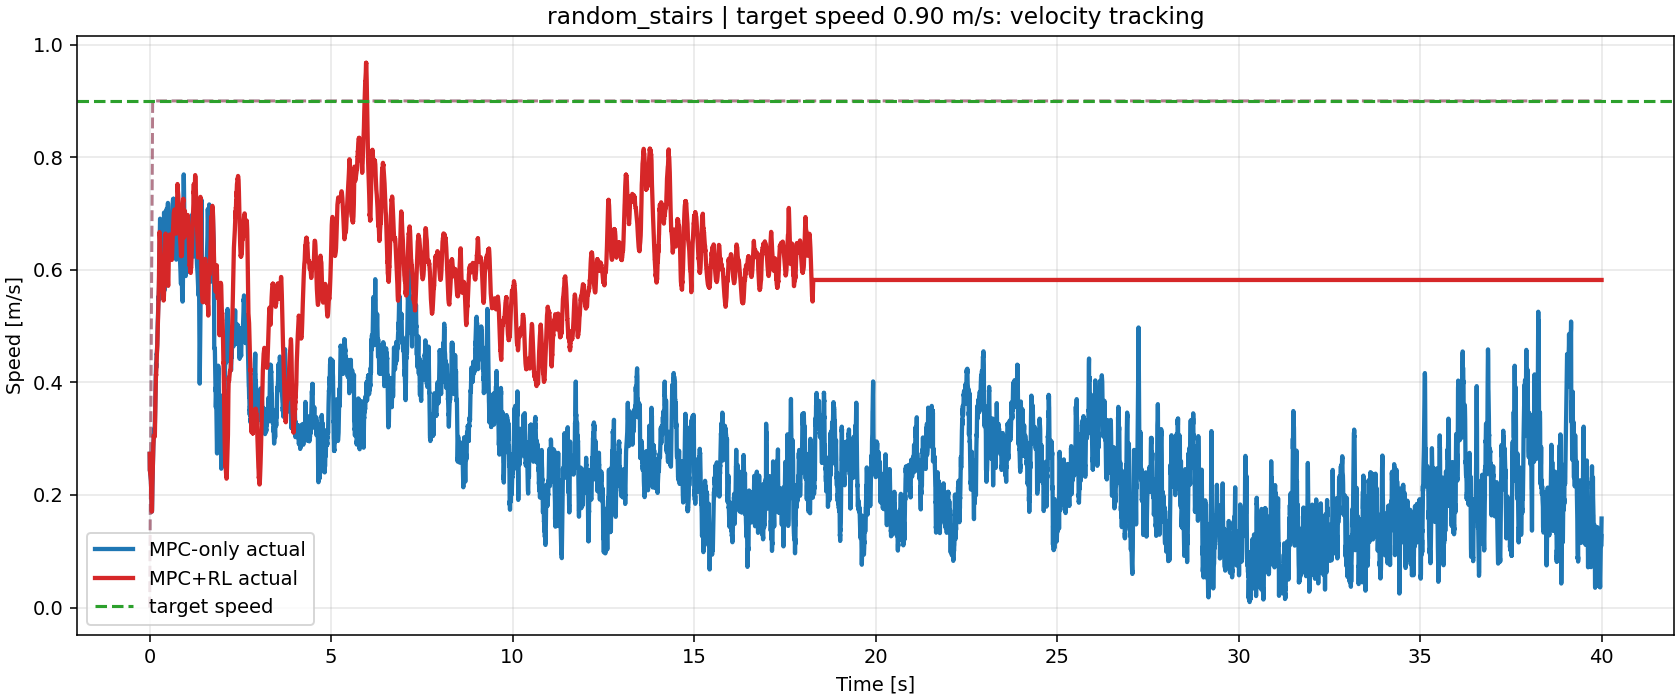 random_stairs | target speed 0.90 m/s: velocity tracking
Speed [m/s]
1.0
0.8
0.6
0.4
0.2
0.0
MPC-only actual
MPC+RL actual
target speed
0 5 10 15 20 25 30 35 40
Time [s]